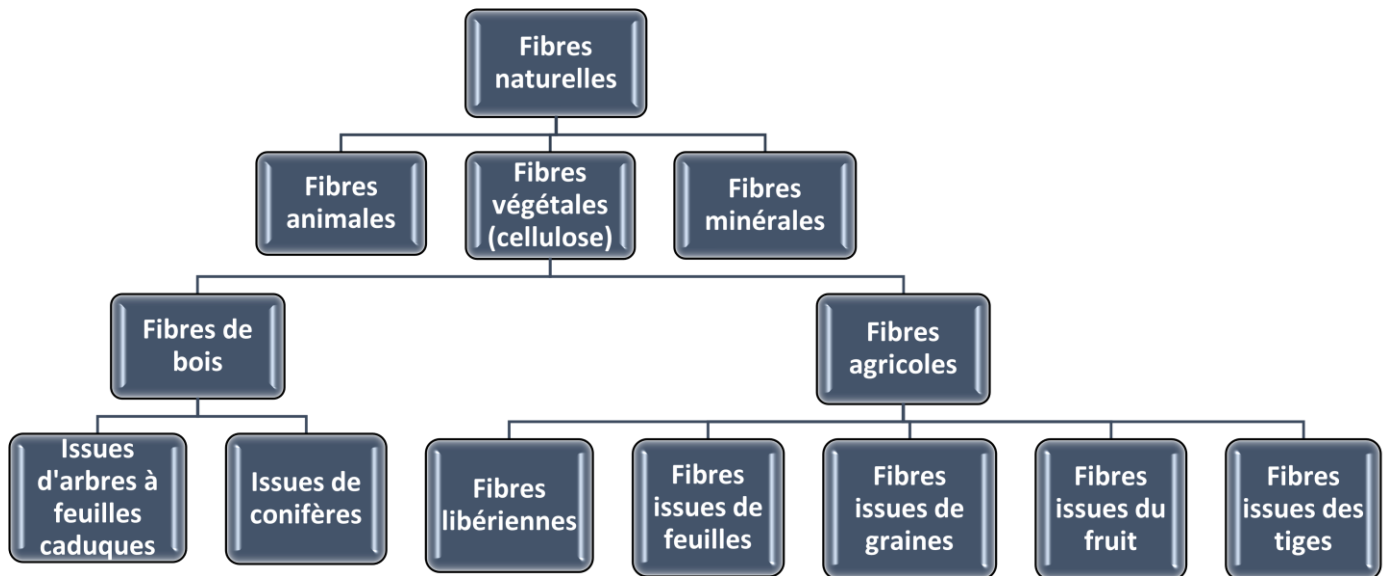 Fibres
naturelles
Fibres
animales
Fibres
végétales
(cellulose)
Fibres
minérales
Fibres de
bois
Fibres
agricoles
Issues
d'arbres à
feuilles
caduques
Issues de
conifères
Fibres
libériennes
Fibres
issues de
feuilles
Fibres
issues de
graines
Fibres
issues du
fruit
Fibres
issues des
tiges